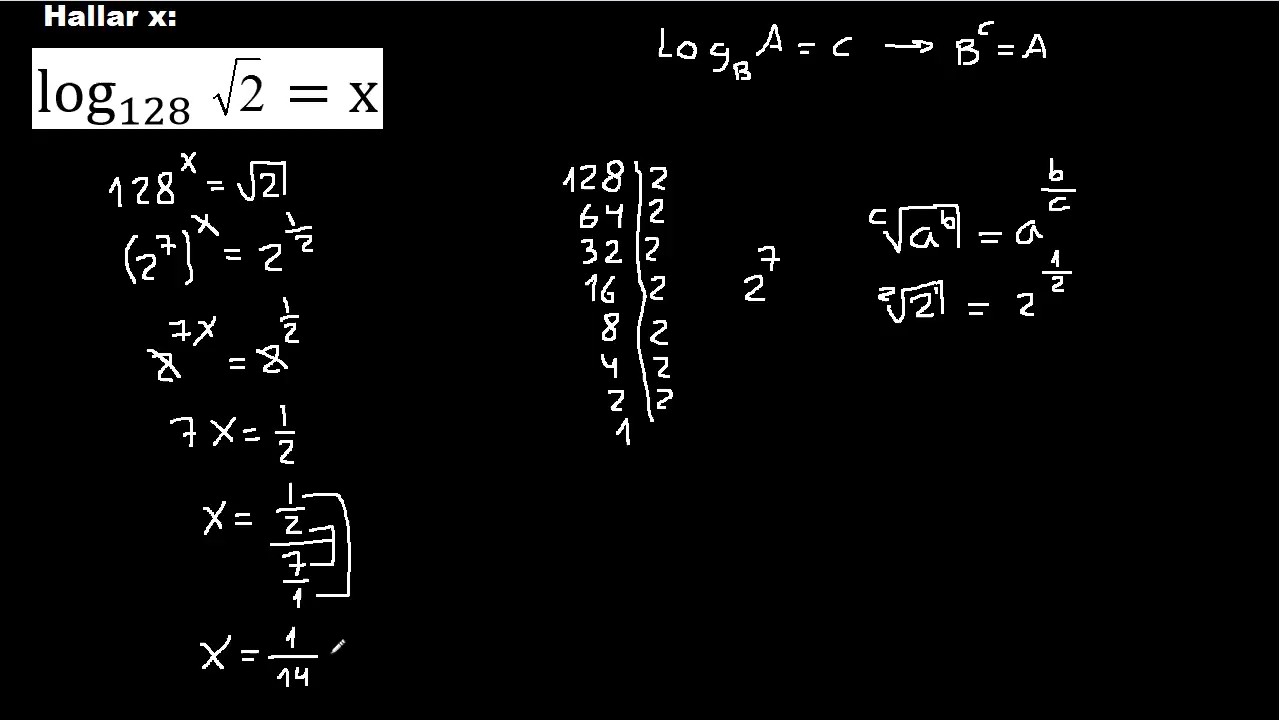 Hallar x:
log₁₂₈ √2 = x
Log_B A = C → B^C = A
128^x = √2
(2^7)^x = 2^(1/2)
2^(7x) = 2^(1/2)
7x = 1/2
x = (1/2)/(7/1)
x = 1/14
128 | 2
64 | 2
32 | 2
16 | 2
8 | 2
4 | 2
2 | 2
1
2^7
ᶜ√(a^b) = a^(b/c)
²√(2^1) = 2^(1/2)